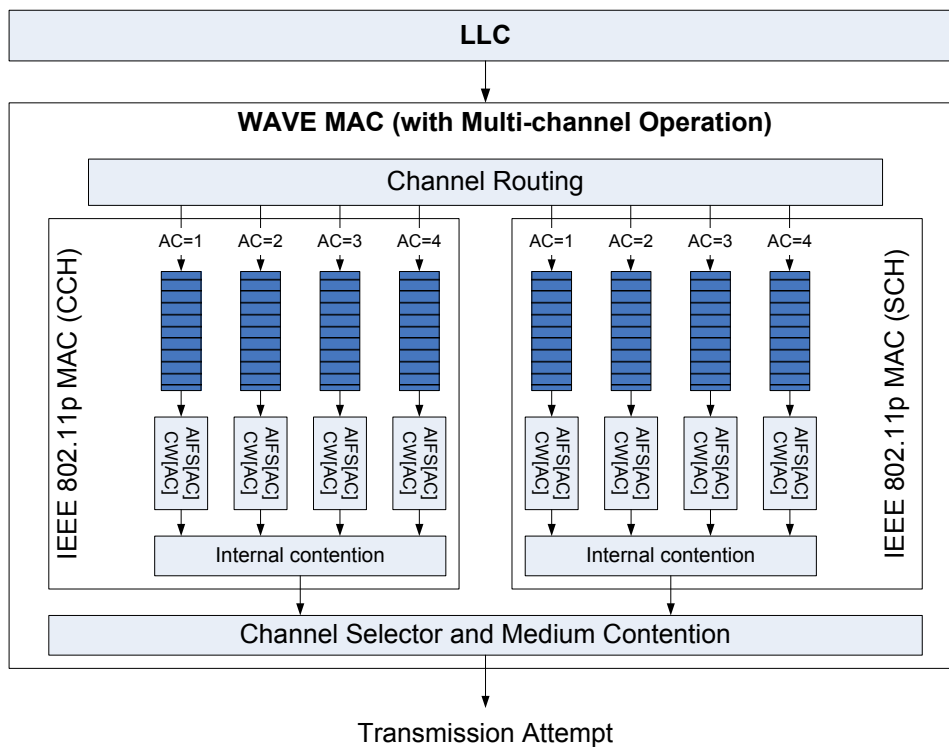 LLC
WAVE MAC (with Multi-channel Operation)
Channel Routing
IEEE 802.11p MAC (CCH)
AC=1 AC=2 AC=3 AC=4
AIFS[AC] AIFS[AC] AIFS[AC] AIFS[AC]
CW[AC] CW[AC] CW[AC] CW[AC]
Internal contention
AC=1 AC=2 AC=3 AC=4
AIFS[AC] AIFS[AC] AIFS[AC] AIFS[AC]
CW[AC] CW[AC] CW[AC] CW[AC]
Internal contention
IEEE 802.11p MAC (SCH)
Channel Selector and Medium Contention
Transmission Attempt